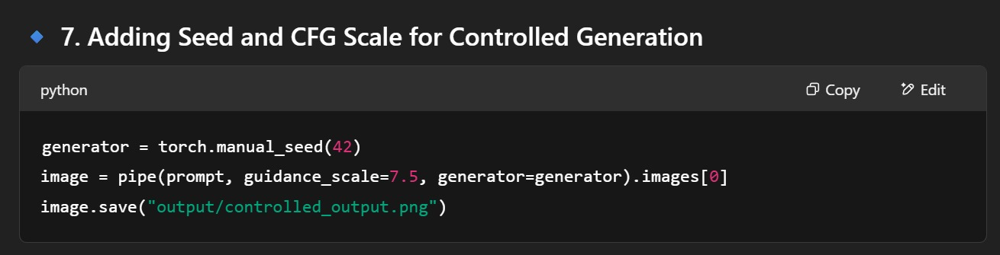 7. Adding Seed and CFG Scale for Controlled Generation
python Copy Edit
generator = torch.manual_seed(42)
image = pipe(prompt, guidance_scale=7.5, generator=generator).images[0]
image.save("output/controlled_output.png")